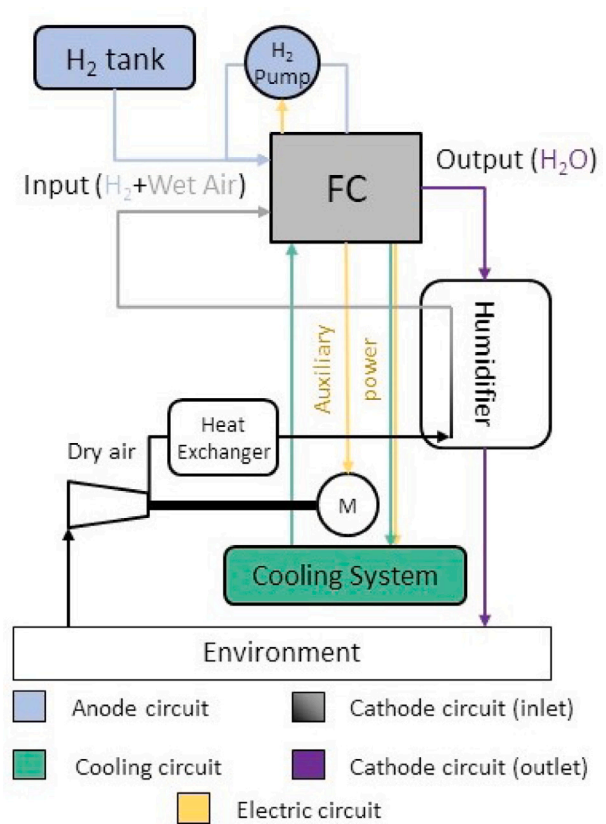 H₂ tank
H₂
Pump
Output (H₂O)
Input (H₂+Wet Air)
FC
Humidifier
Auxiliary
power
Heat
Exchanger
Dry air
M
Cooling System
Environment
Anode circuit
Cathode circuit (inlet)
Cooling circuit
Cathode circuit (outlet)
Electric circuit